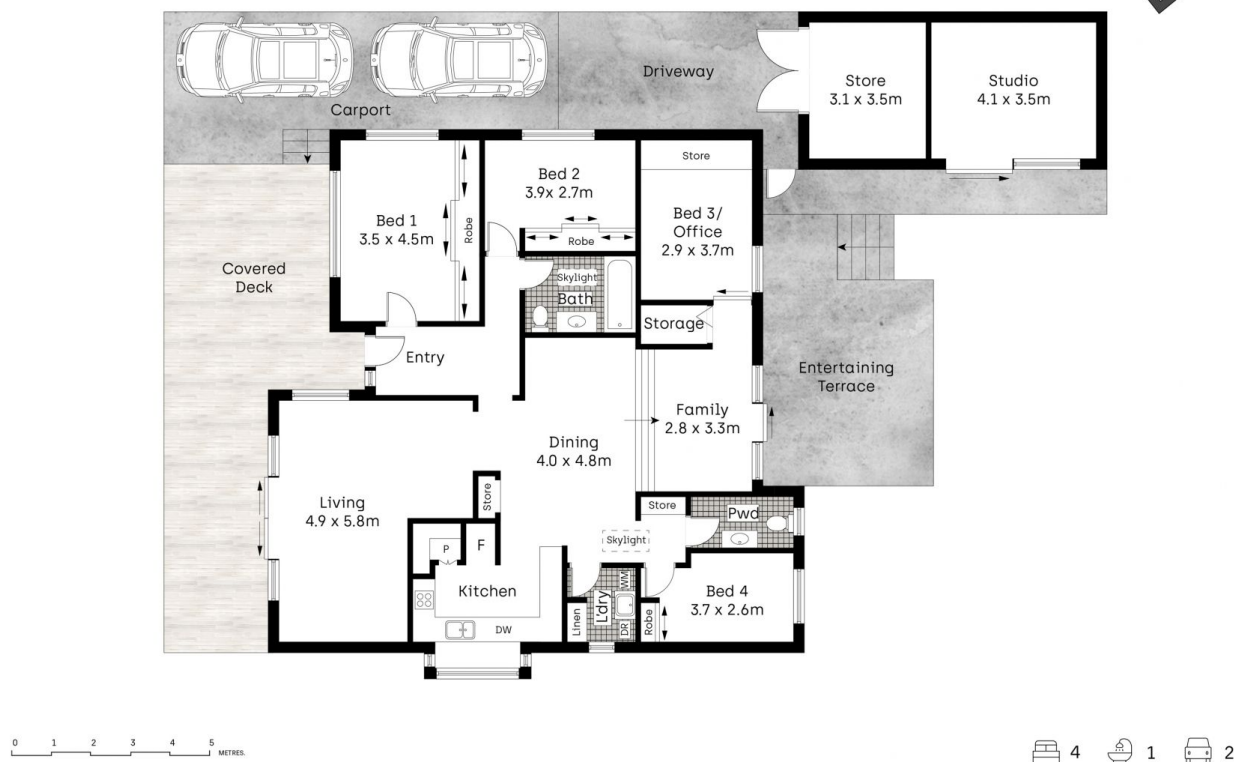 Driveway
Carport
Store
3.1 x 3.5m
Studio
4.1 x 3.5m
Bed 1
3.5 x 4.5m
Robe
Bed 2
3.9x 2.7m
Robe
Store
Bed 3/
Office
2.9 x 3.7m
Covered
Deck
Skylight
Bath
Storage
Entry
Entertaining
Terrace
Family
2.8 x 3.3m
Dining
4.0 x 4.8m
Living
4.9 x 5.8m
Store
Store
Pwd
Skylight
P
F
Kitchen
DW
Linen
L'dry
WM
DR
Robe
Bed 4
3.7 x 2.6m
0 1 2 3 4 5 METRES.
4 1 2